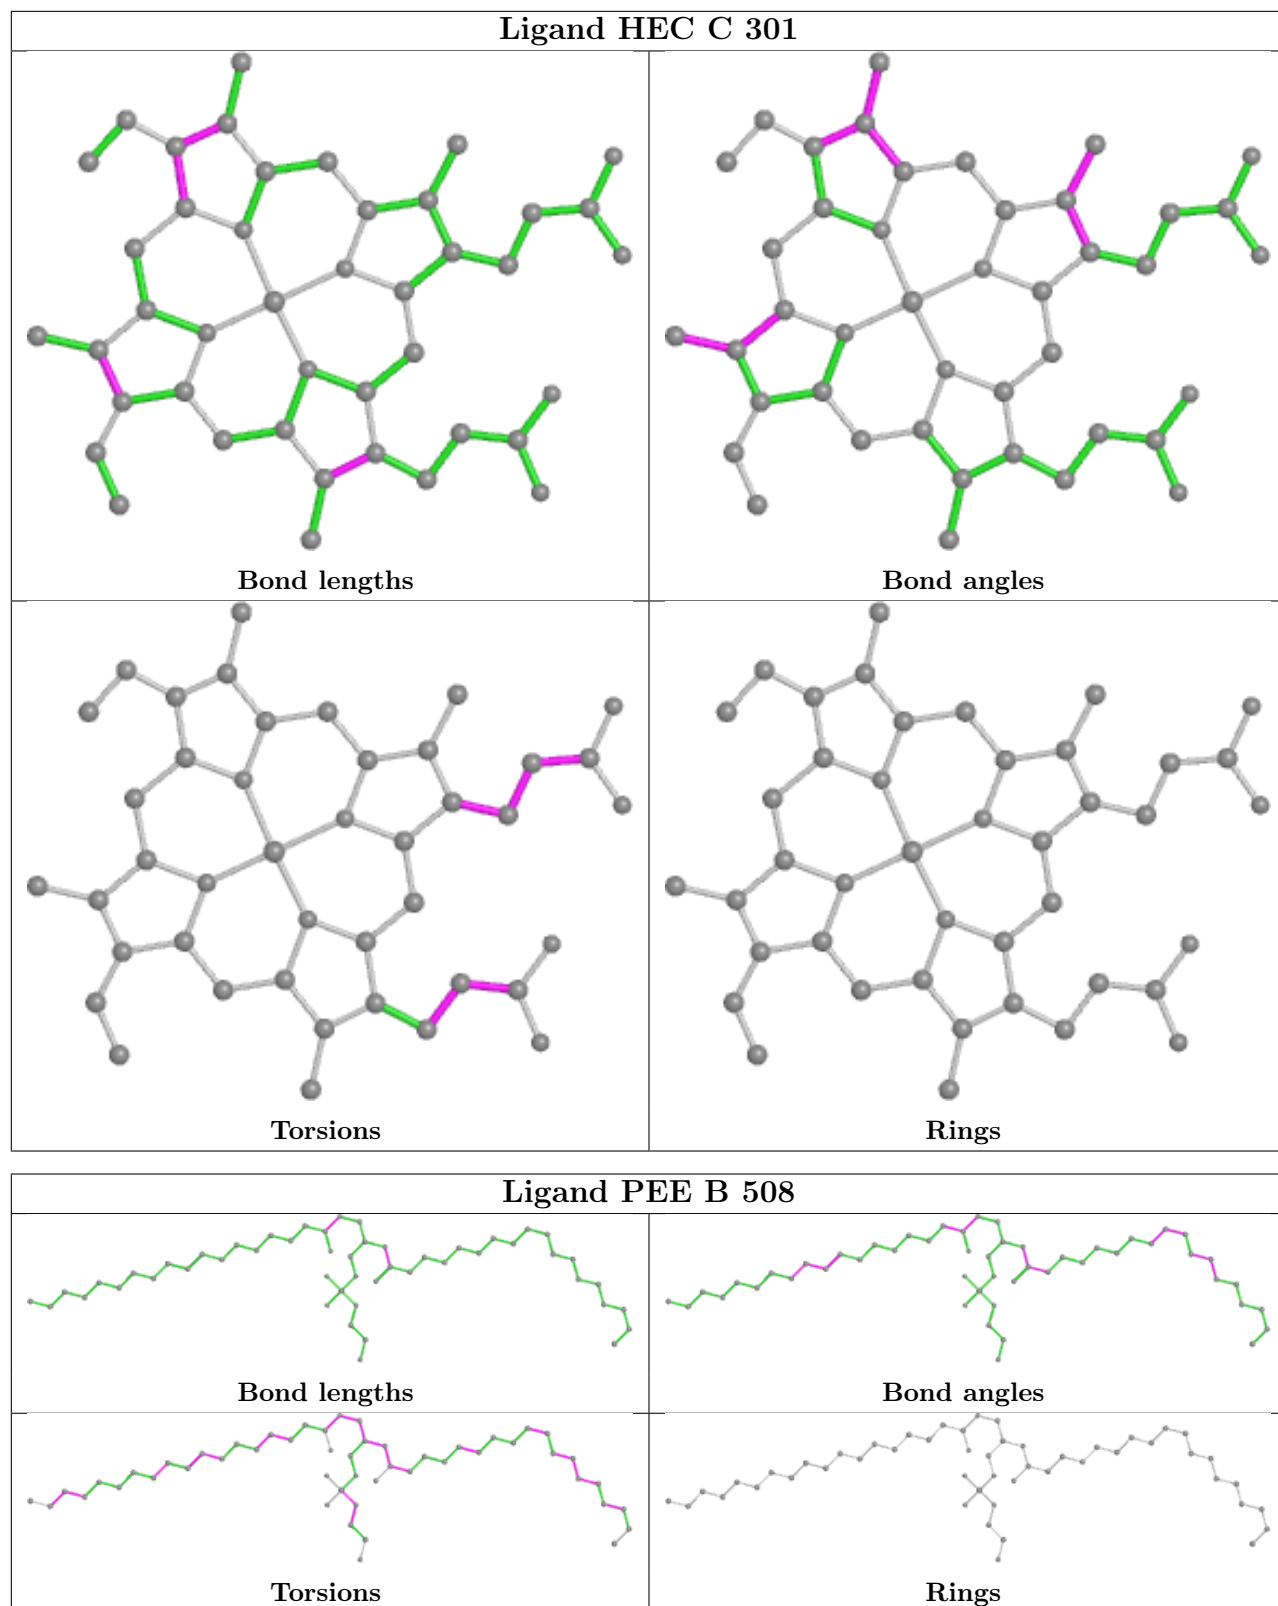 Ligand HEC C 301
Bond lengths
Bond angles
Torsions
Rings
Ligand PEE B 508
Bond lengths
Bond angles
Torsions
Rings